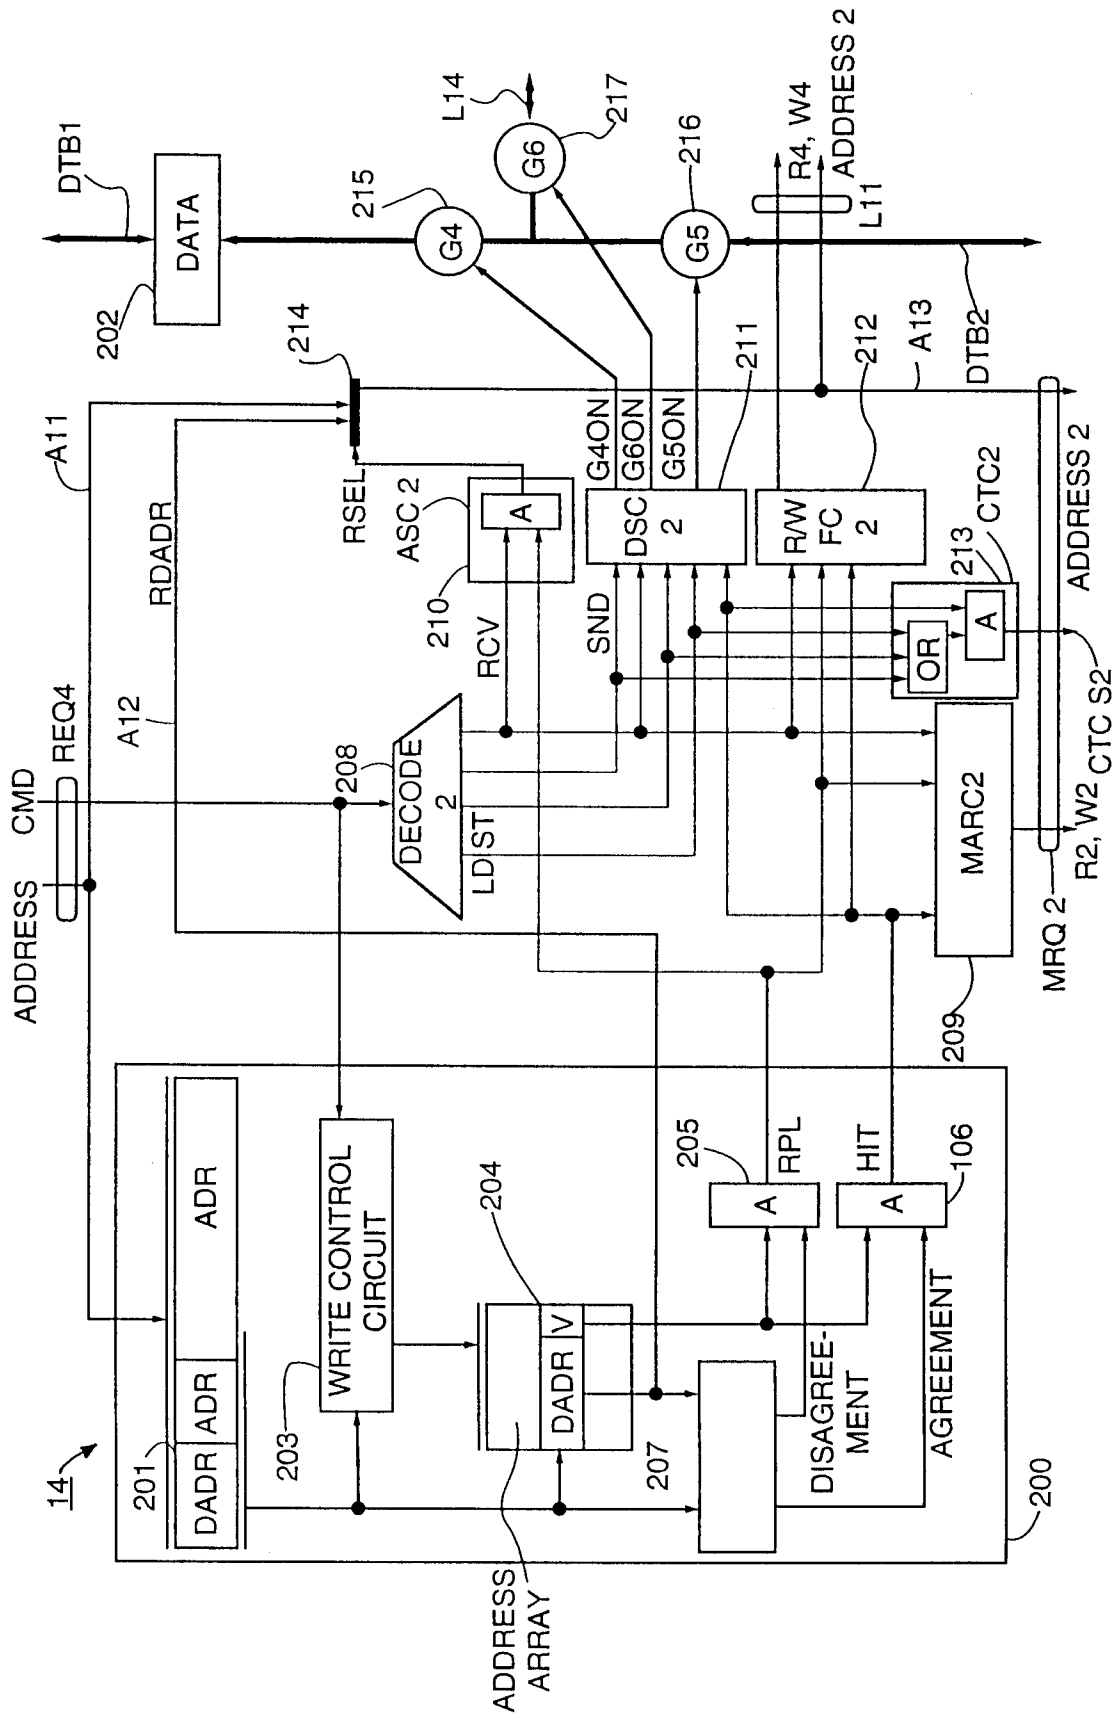 14
ADDRESS
CMD
REQ4
A11
RDADR
A12
DTB1
DATA
202
201
DADR
ADR
ADR
203
WRITE CONTROL
CIRCUIT
208
DECODE
2
LDIST
RCV
SND
RSEL
214
ASC 2
A
210
G4
215
L14
G6
217
G5
216
G4ON
G6ON
G5ON
DSC
2
211
R/W
FC
2
212
R4, W4
ADDRESS 2
L11
A13
DTB2
ADDRESS
ARRAY
204
DADR
V
207
205
A
RPL
HIT
A
106
DISAGREE-
MENT
AGREEMENT
200
209
MARC2
OR
A
213
CTC2
MRQ 2
R2, W2
CTC S2
ADDRESS 2